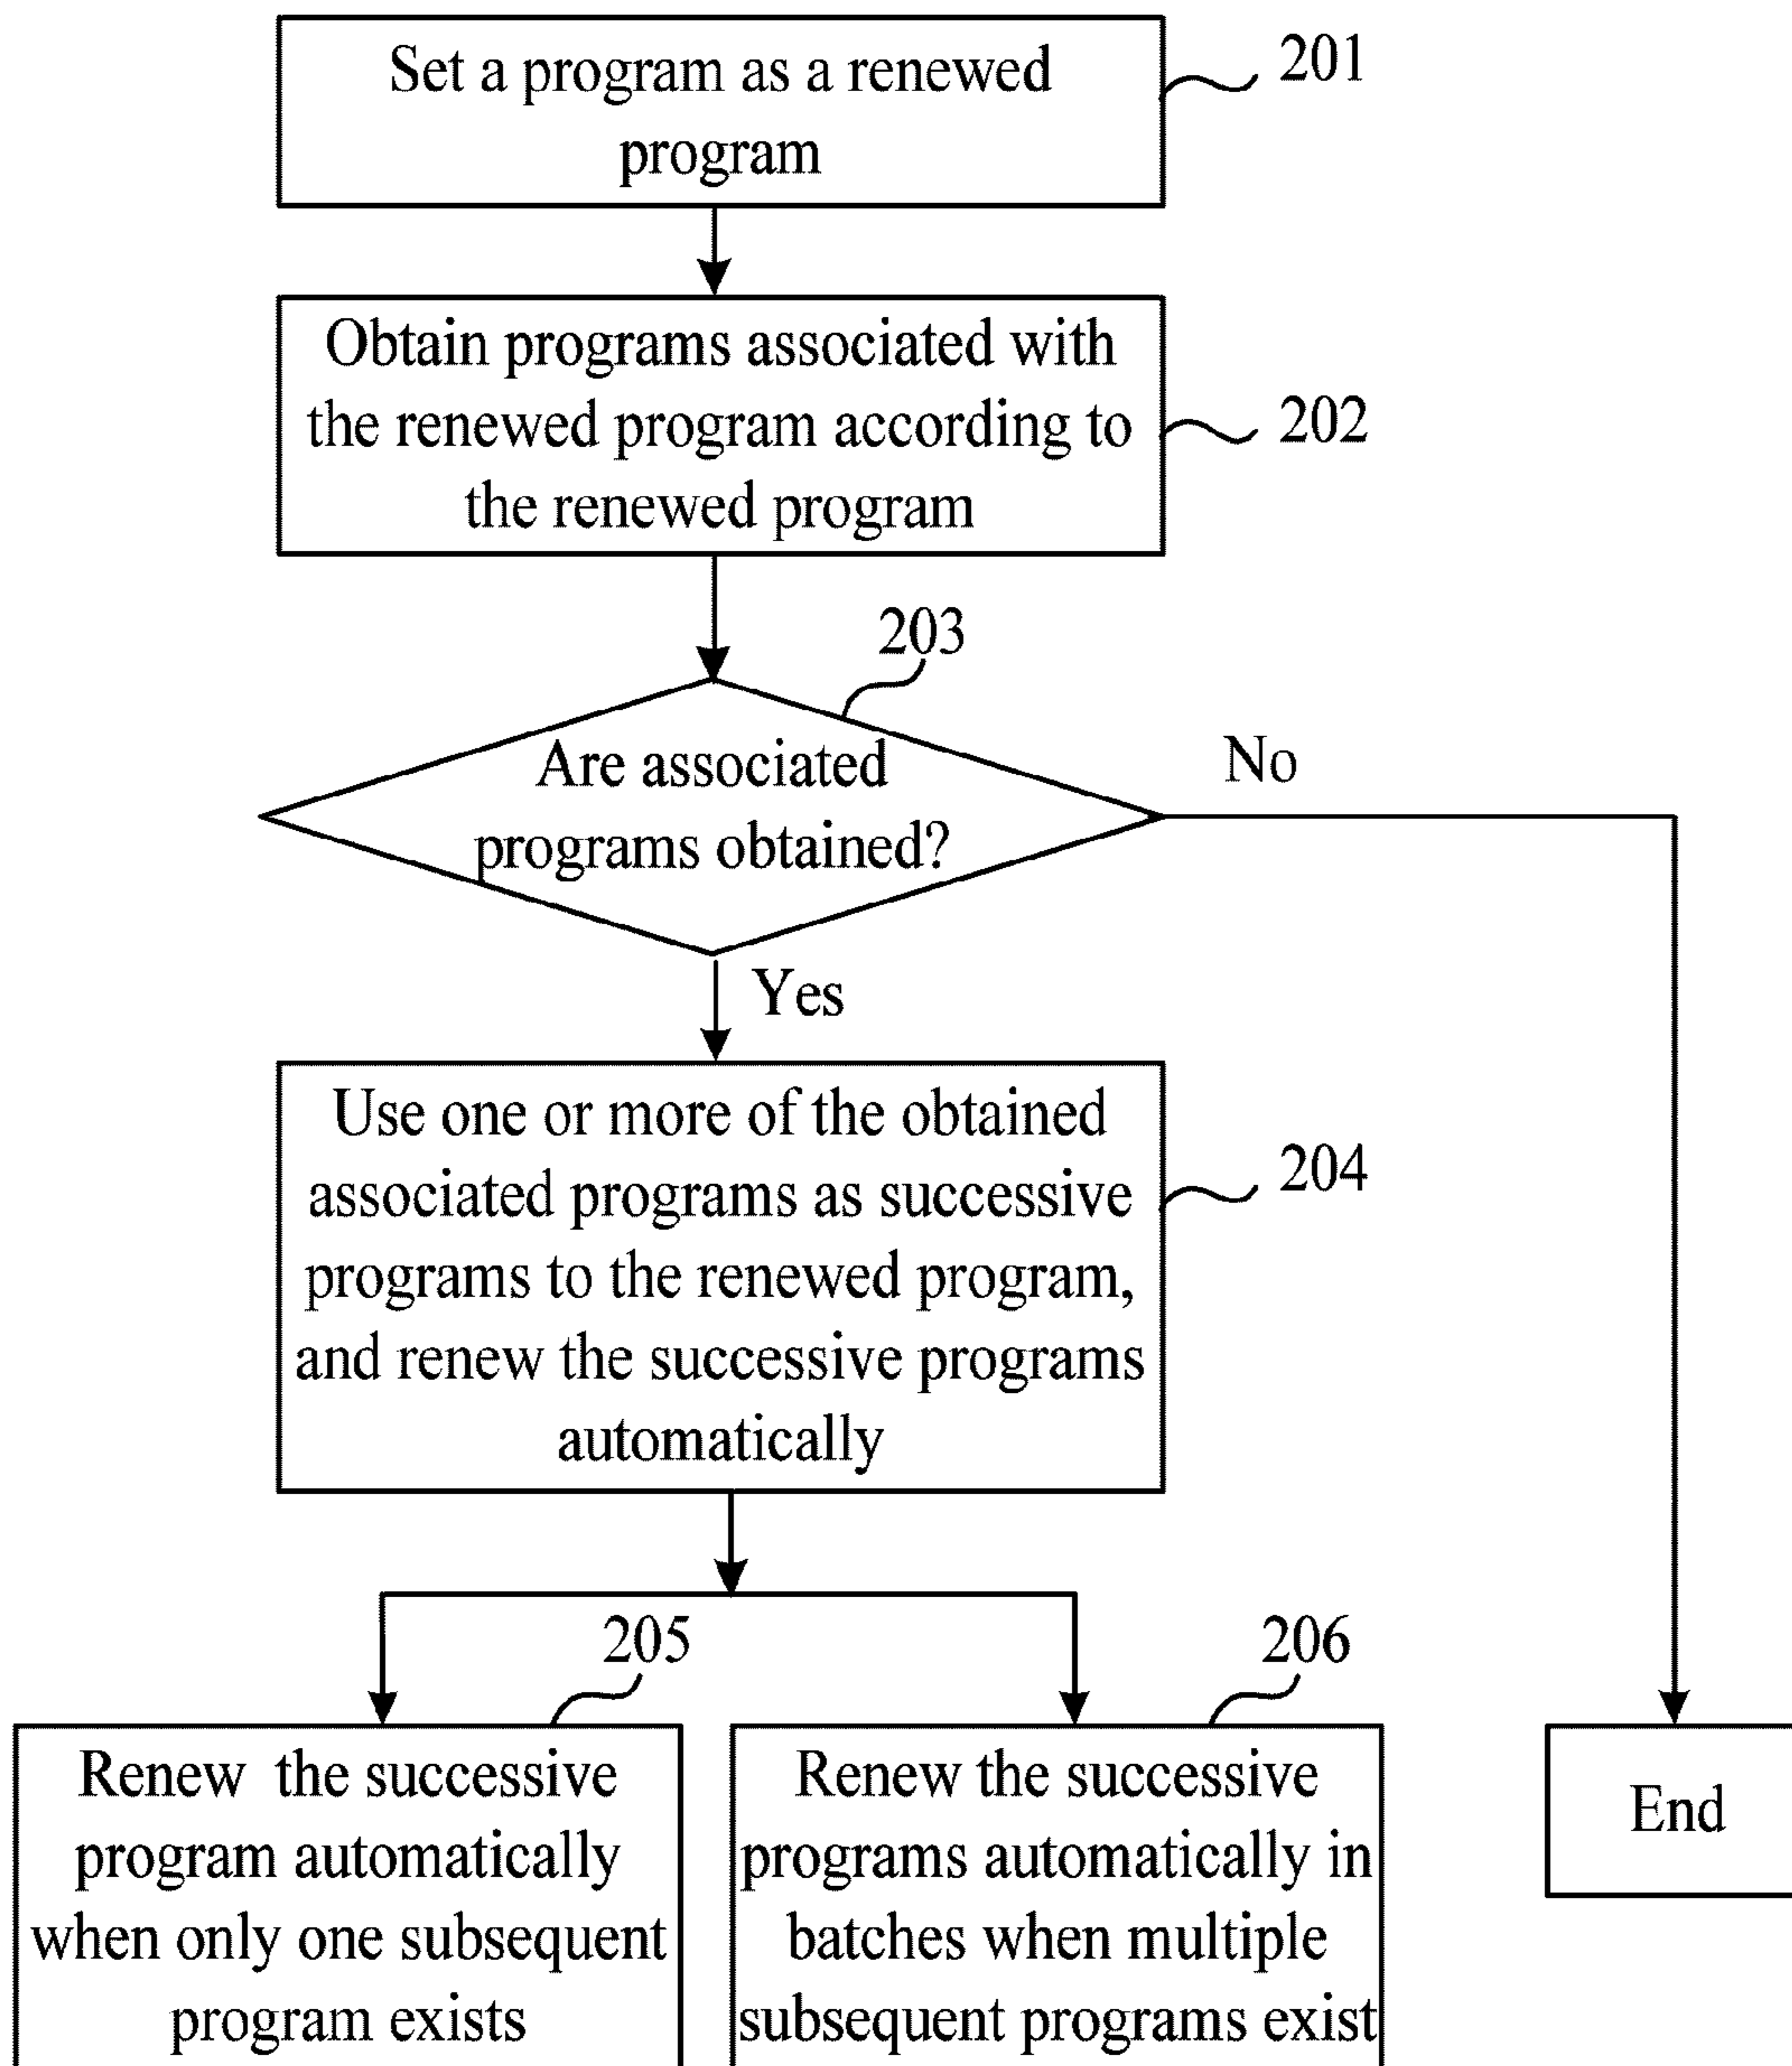 Set a program as a renewed
program
201
Obtain programs associated with
the renewed program according to
the renewed program
202
203
Are associated
programs obtained?
No
Yes
Use one or more of the obtained
associated programs as successive
programs to the renewed program,
and renew the successive programs
automatically
204
205
206
Renew the successive
program automatically
when only one subsequent
program exists
Renew the successive
programs automatically in
batches when multiple
subsequent programs exist
End